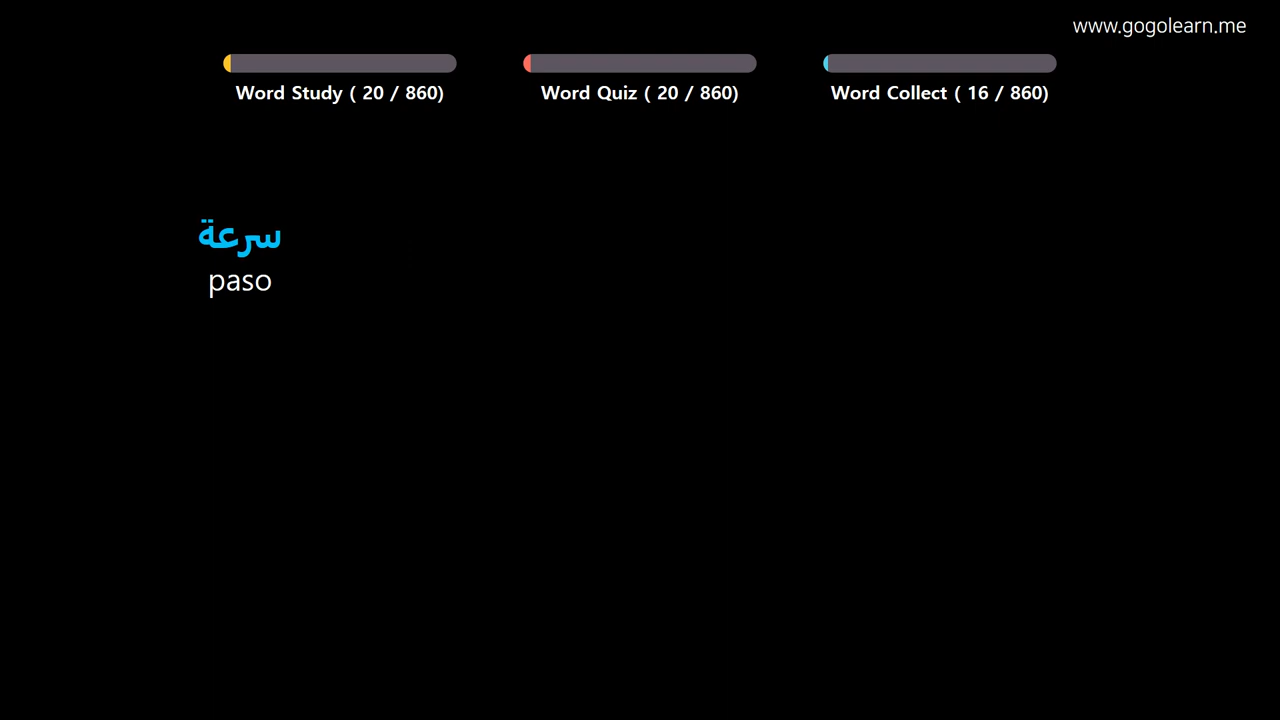 www.gogolearn.me
Word Study ( 20 / 860)
Word Quiz ( 20 / 860)
Word Collect ( 16 / 860)
سرعة
paso